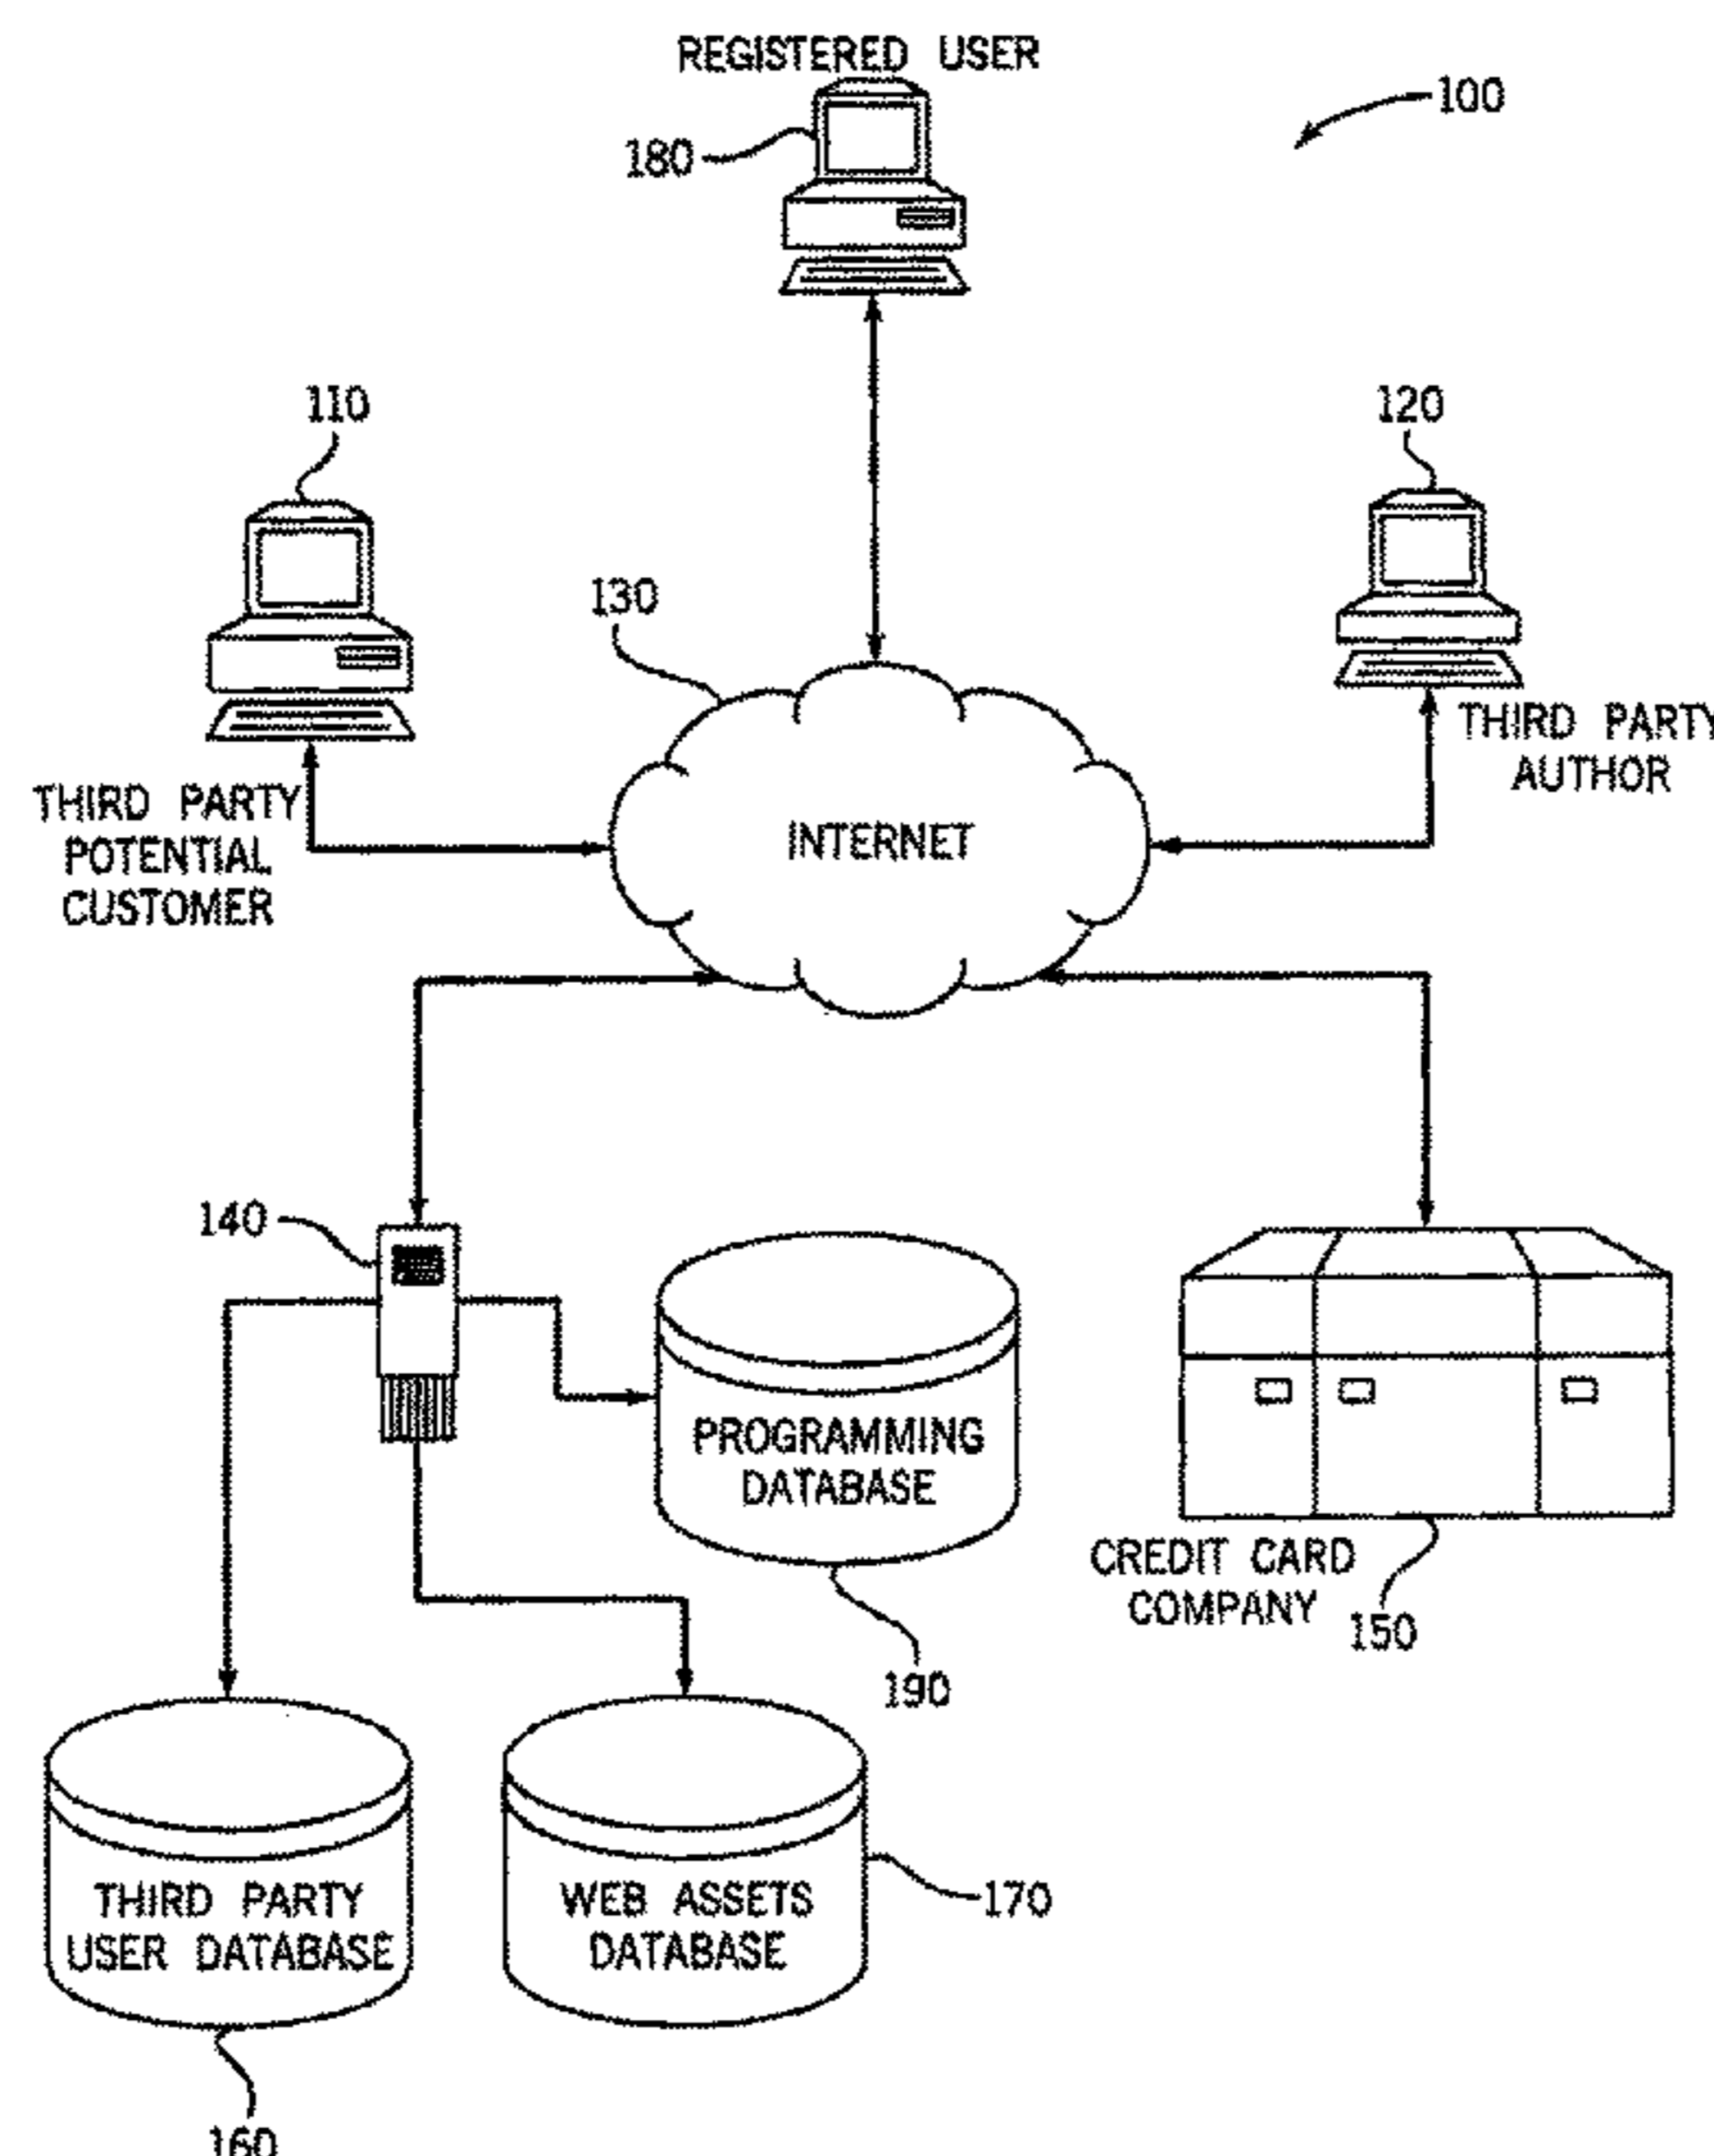 REGISTERED USER
100
180
110
120
130
THIRD PARTY
AUTHOR
THIRD PARTY
POTENTIAL
CUSTOMER
INTERNET
140
PROGRAMMING
DATABASE
CREDIT CARD
COMPANY
150
190
THIRD PARTY
USER DATABASE
WEB ASSETS
DATABASE
170
160